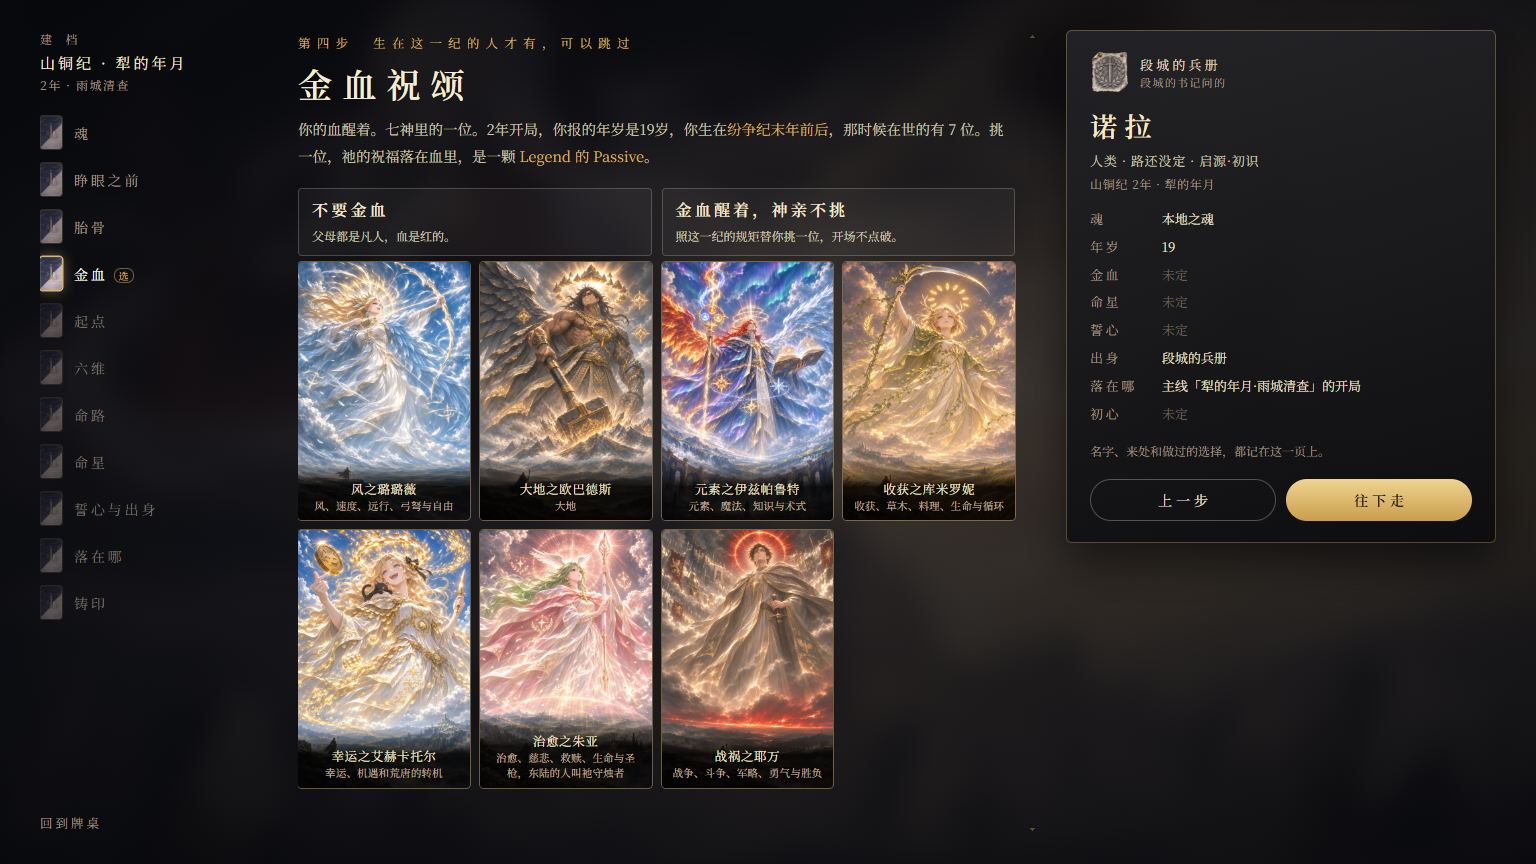 建 档
山铜纪 · 犁的年月
2年 · 雨城清查
魂
睁眼之前
胎骨
金血 选
起点
六维
命路
命星
誓心与出身
落在哪
铸印
回到牌桌
第四步 生在这一纪的人才有，可以跳过
金血祝颂
你的血醒着。七神里的一位。2年开局，你报的年岁是19岁，你生在纷争纪末年前后，那时候在世的有 7 位。挑
一位，祂的祝福落在血里，是一颗 Legend 的 Passive。
不要金血
父母都是凡人，血是红的。
金血醒着，神亲不挑
照这一纪的规矩替你挑一位，开场不点破。
风之璐璐薇
风、速度、远行、弓弩与自由
大地之欧巴德斯
大地
元素之伊兹帕鲁特
元素、魔法、知识与术式
收获之库米罗妮
收获、草木、料理、生命与循环
幸运之艾赫卡托尔
幸运、机遇和荒唐的转机
治愈之朱亚
治愈、慈悲、救赎、生命与圣
枪，东陆的人叫祂守烛者
战祸之耶万
战争、斗争、军略、勇气与胜负
段城的兵册
段城的书记问的
诺拉
人类 · 路还没定 · 启源·初识
山铜纪 2年 · 犁的年月
魂 本地之魂
年岁 19
金血 未定
命星 未定
誓心 未定
出身 段城的兵册
落在哪 主线「犁的年月·雨城清查」的开局
初心 未定
名字、来处和做过的选择，都记在这一页上。
上一步
往下走